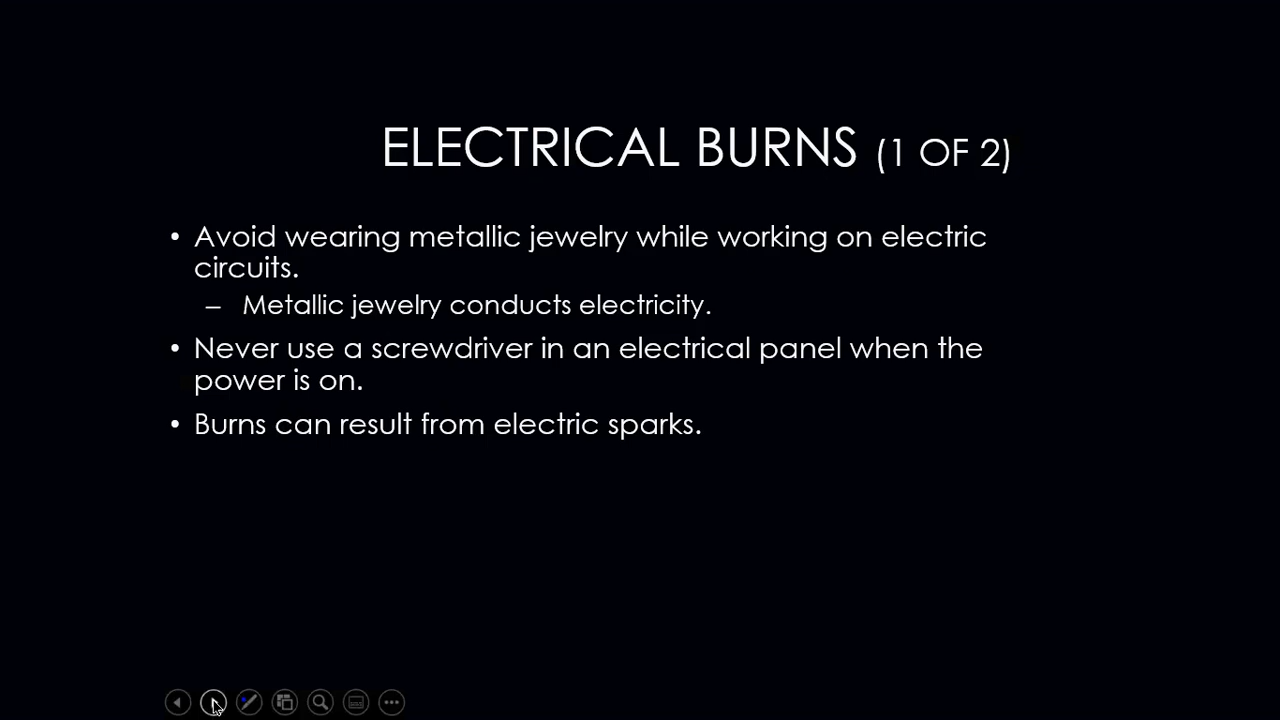 ELECTRICAL BURNS (1 OF 2)
• Avoid wearing metallic jewelry while working on electric
circuits.
– Metallic jewelry conducts electricity.
• Never use a screwdriver in an electrical panel when the
power is on.
• Burns can result from electric sparks.